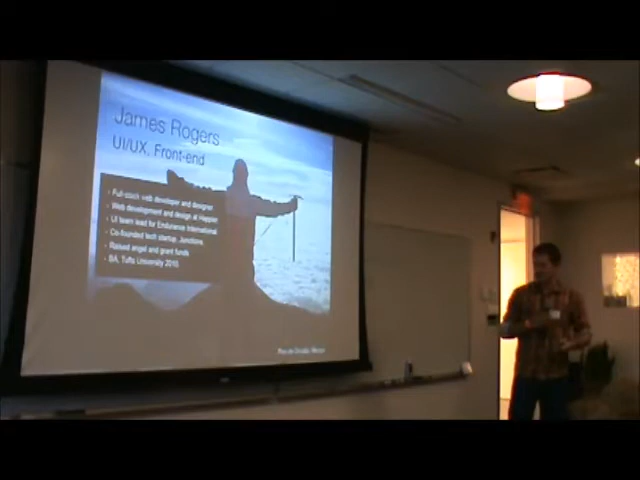 James Rogers
UI/UX, Front-end
- Full-stack web developer and designer
- Web development and design at Happier
- UI team lead for Endurance International
- Co-founded tech startup, Junctions
- Raised angel and grant funds
- BA, Tufts University 2010